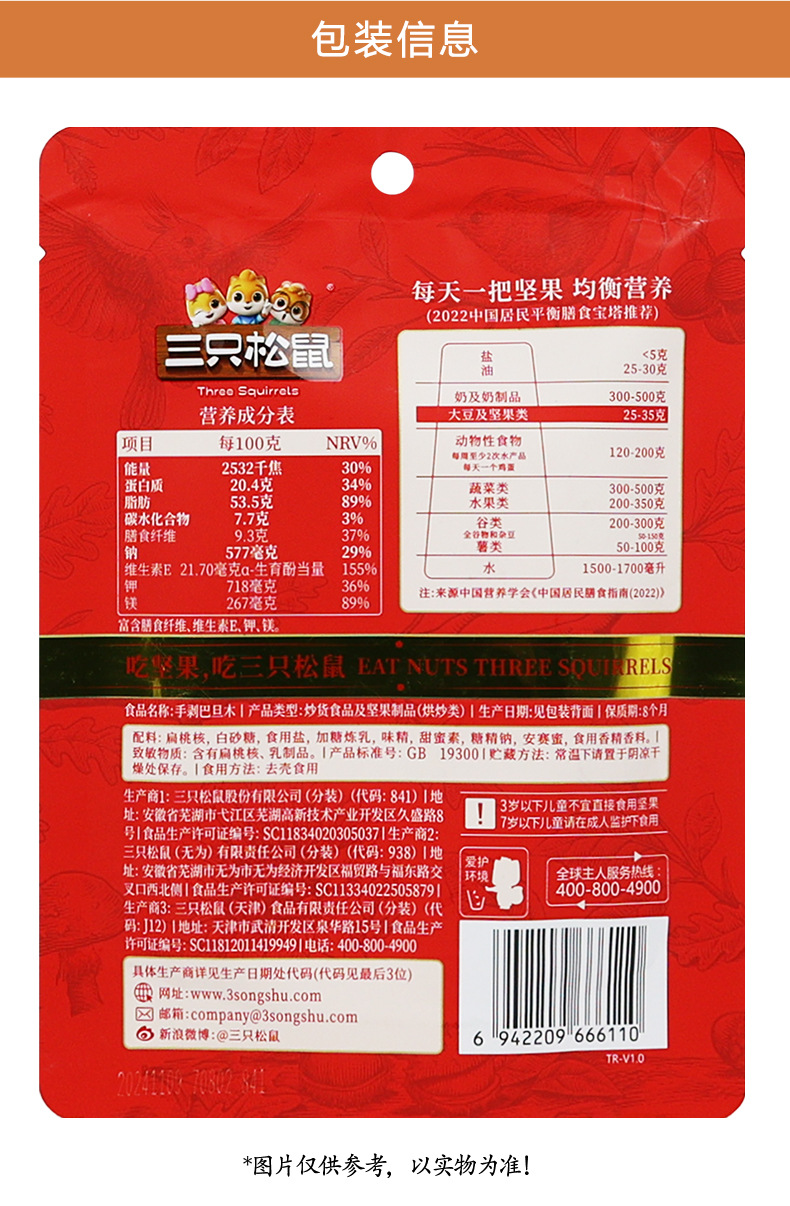 包装信息
三只松鼠
Three Squirrels
®
营养成分表
项目 每100克 NRV%
能量 2532千焦 30%
蛋白质 20.4克 34%
脂肪 53.5克 89%
碳水化合物 7.7克 3%
膳食纤维 9.3克 37%
钠 577毫克 29%
维生素E 21.70毫克α-生育酚当量 155%
钾 718毫克 36%
镁 267毫克 89%
富含膳食纤维、维生素E、钾、镁。
每天一把坚果 均衡营养
(2022中国居民平衡膳食宝塔推荐)
盐 <5克
油 25-30克
奶及奶制品 300-500克
大豆及坚果类 25-35克
动物性食物 120-200克
每周至少2次水产品
每天一个鸡蛋
蔬菜类 300-500克
水果类 200-350克
谷类 200-300克
全谷物和杂豆 50-150克
薯类 50-100克
水 1500-1700毫升
注:来源中国营养学会《中国居民膳食指南(2022)》
吃坚果,吃三只松鼠 EAT NUTS THREE SQUIRRELS
食品名称:手剥巴旦木 | 产品类型:炒货食品及坚果制品(烘炒类) | 生产日期:见包装背面 | 保质期:8个月
配料: 扁桃核, 白砂糖, 食用盐, 加糖炼乳, 味精, 甜蜜素, 糖精钠, 安赛蜜, 食用香精香料。|
致敏物质: 含有扁桃核、乳制品。| 产品标准号: GB 19300 | 贮藏方法: 常温下请置于阴凉干
燥处保存。| 食用方法: 去壳食用
生产商1: 三只松鼠股份有限公司 (分装) (代码: 841) | 地
址: 安徽省芜湖市弋江区芜湖高新技术产业开发区久盛路8
号 | 食品生产许可证编号: SC11834020305037 | 生产商2:
三只松鼠 (无为) 有限责任公司 (分装) (代码: 938) | 地
址: 安徽省芜湖市无为市无为经济开发区福贸路与福东路交
叉口西北侧 | 食品生产许可证编号: SC11334022505879 |
生产商3: 三只松鼠 (天津) 食品有限责任公司 (分装) (代
码: J12) | 地址: 天津市武清开发区泉华路15号 | 食品生产
许可证编号: SC11812011419949 | 电话: 400-800-4900
具体生产商详见生产日期处代码(代码见最后3位)
网址:www.3songshu.com
邮箱:company@3songshu.com
新浪微博:@三只松鼠
20241109 70802 841
! 3岁以下儿童不宜直接食用坚果
7岁以下儿童请在成人监护下食用
爱护
环境
全球主人服务热线:
400-800-4900
6 942209 666110
TR-V1.0
*图片仅供参考，以实物为准！